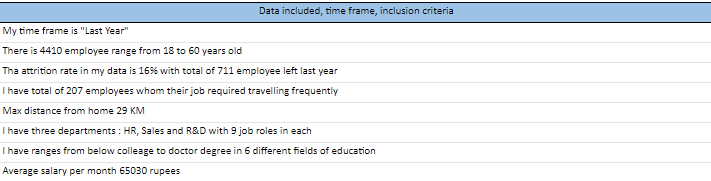 Data included, time frame, inclusion criteria
My time frame is "Last Year"
There is 4410 employee range from 18 to 60 years old
Tha attrition rate in my data is 16% with total of 711 employee left last year
I have total of 207 employees whom their job required travelling frequently
Max distance from home 29 KM
I have three departments : HR, Sales and R&D with 9 job roles in each
I have ranges from below colleage to doctor degree in 6 different fields of education
Average salary per month 65030 rupees